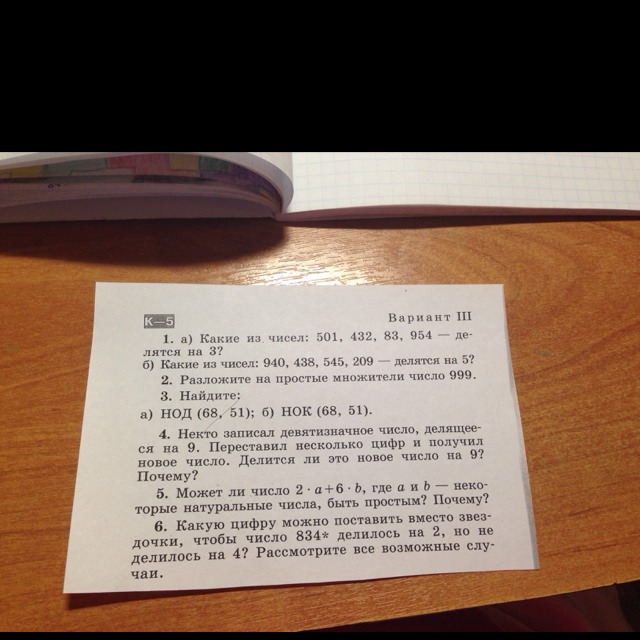 К—5
Вариант III
1. а) Какие из чисел: 501, 432, 83, 954 — де-
лятся на 3?
б) Какие из чисел: 940, 438, 545, 209 — делятся на 5?
2. Разложите на простые множители число 999.
3. Найдите:
а) НОД (68, 51); б) НОК (68, 51).
4. Некто записал девятизначное число, делящее-
ся на 9. Переставил несколько цифр и получил
новое число. Делится ли это новое число на 9?
Почему?
5. Может ли число 2 · a+6 · b, где a и b — неко-
торые натуральные числа, быть простым? Почему?
6. Какую цифру можно поставить вместо звез-
дочки, чтобы число 834* делилось на 2, но не
делилось на 4? Рассмотрите все возможные слу-
чаи.